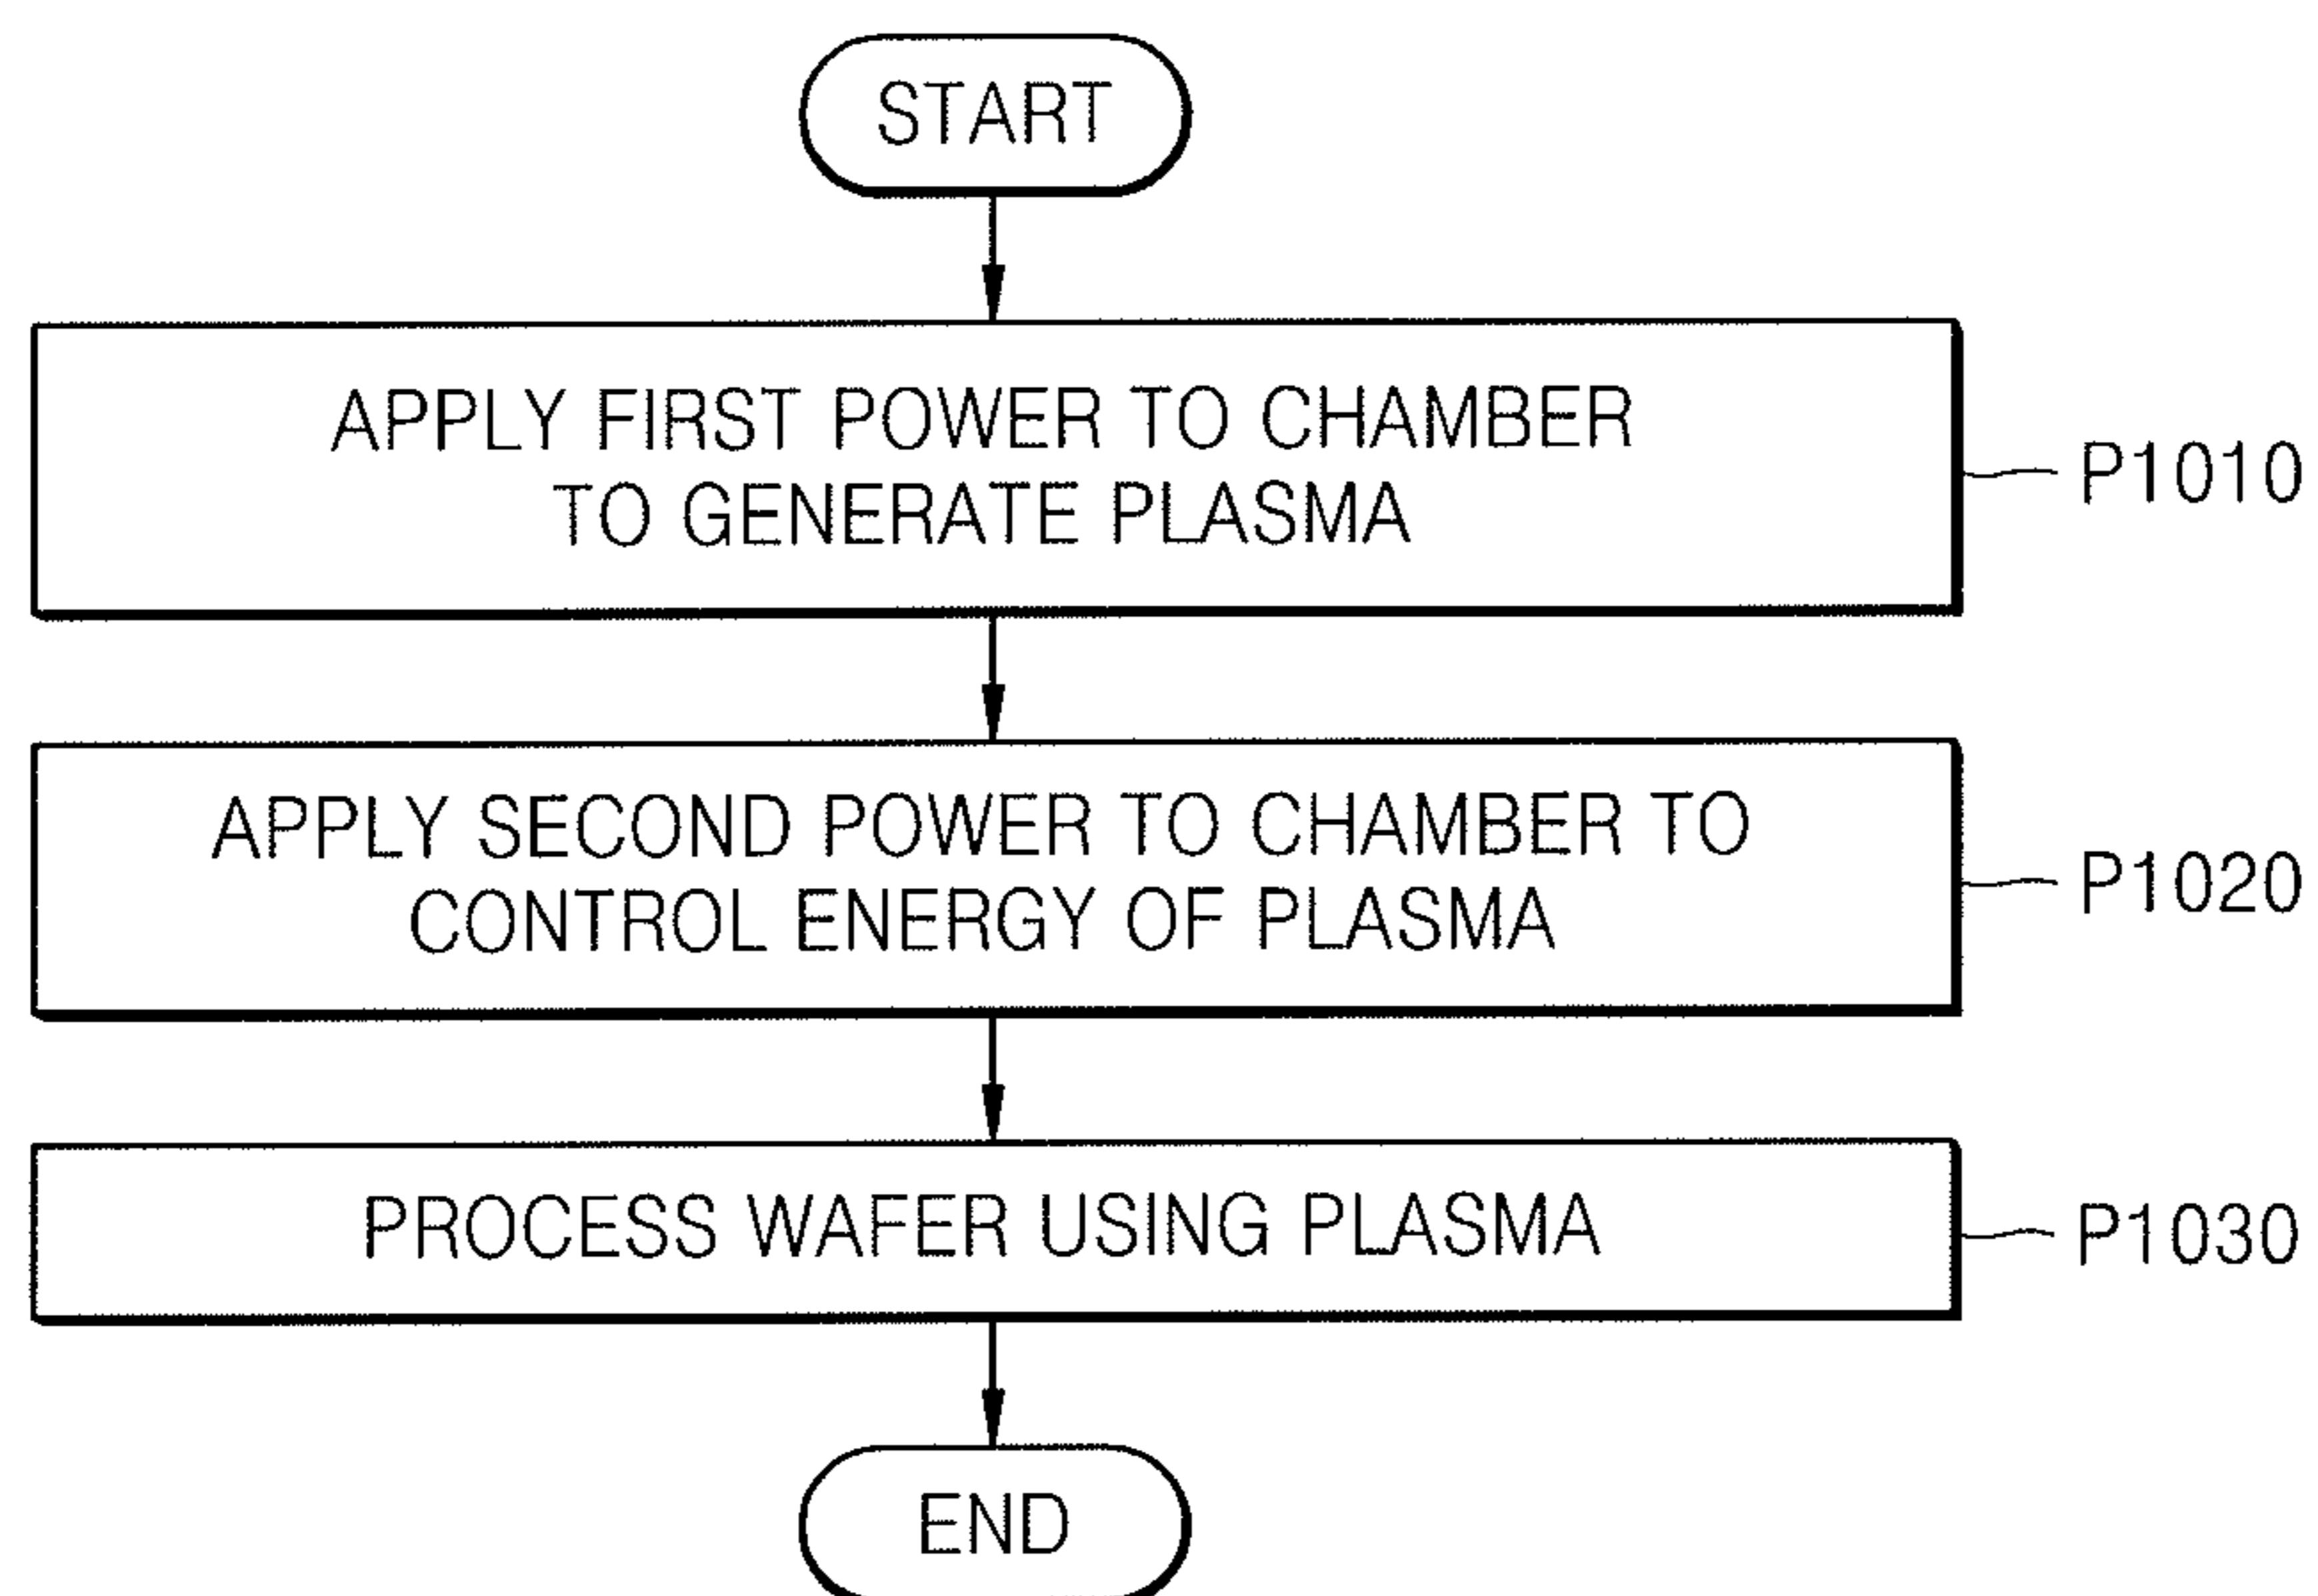 START
APPLY FIRST POWER TO CHAMBER
TO GENERATE PLASMA
P1010
APPLY SECOND POWER TO CHAMBER TO
CONTROL ENERGY OF PLASMA
P1020
PROCESS WAFER USING PLASMA
P1030
END